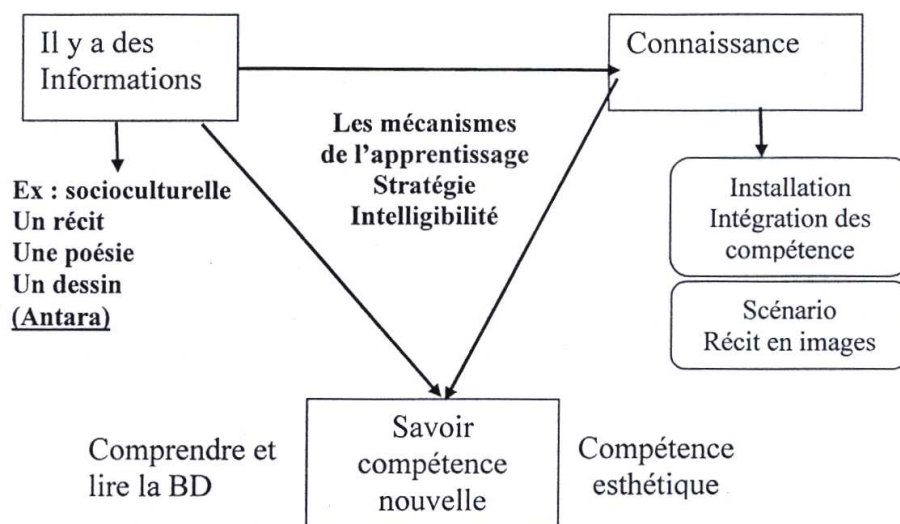 Il y a des
Informations
Connaissance
Les mécanismes
de l'apprentissage
Stratégie
Intelligibilité
Ex : socioculturelle
Un récit
Une poésie
Un dessin
(Antara)
Installation
Intégration des
compétence
Scénario
Récit en images
Comprendre et
lire la BD
Savoir
compétence
nouvelle
Compétence
esthétique